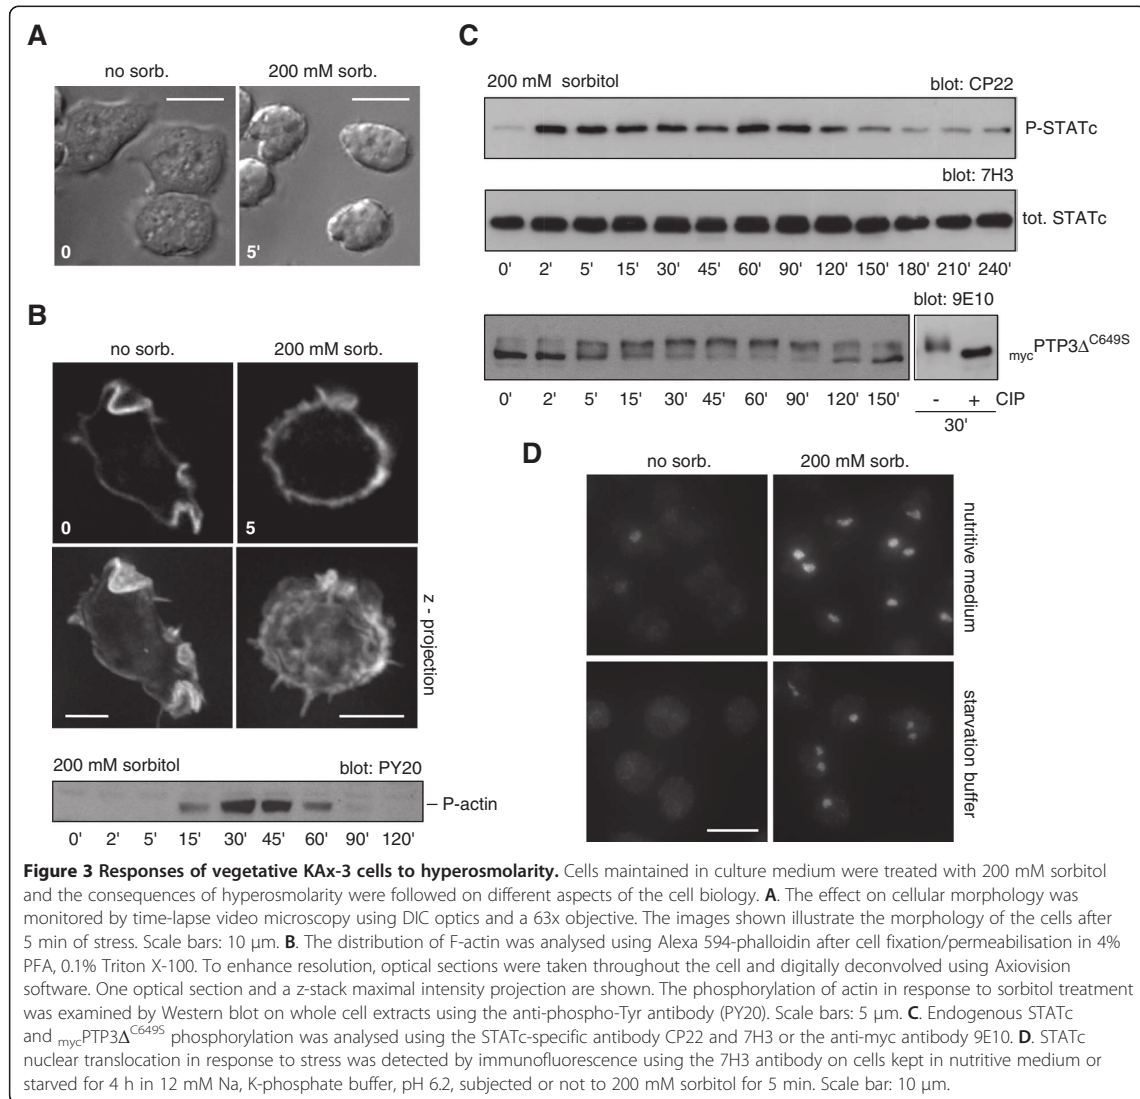 A
no sorb.
200 mM sorb.
0
5'
B
no sorb.
200 mM sorb.
0
5
z - projection
200 mM sorbitol
blot: PY20
– P-actin
0' 2' 5' 15' 30' 45' 60' 90' 120'
C
200 mM sorbitol
blot: CP22
P-STATc
blot: 7H3
tot. STATc
0' 2' 5' 15' 30' 45' 60' 90' 120' 150' 180' 210' 240'
blot: 9E10
mycPTP3ΔC649S
0' 2' 5' 15' 30' 45' 60' 90' 120' 150' - + CIP
30'
D
no sorb.
200 mM sorb.
nutritive medium
starvation buffer
Figure 3 Responses of vegetative KAx-3 cells to hyperosmolarity. Cells maintained in culture medium were treated with 200 mM sorbitol
and the consequences of hyperosmolarity were followed on different aspects of the cell biology. A. The effect on cellular morphology was
monitored by time-lapse video microscopy using DIC optics and a 63x objective. The images shown illustrate the morphology of the cells after
5 min of stress. Scale bars: 10 μm. B. The distribution of F-actin was analysed using Alexa 594-phalloidin after cell fixation/permeabilisation in 4%
PFA, 0.1% Triton X-100. To enhance resolution, optical sections were taken throughout the cell and digitally deconvolved using Axiovision
software. One optical section and a z-stack maximal intensity projection are shown. The phosphorylation of actin in response to sorbitol treatment
was examined by Western blot on whole cell extracts using the anti-phospho-Tyr antibody (PY20). Scale bars: 5 μm. C. Endogenous STATc
and mycPTP3ΔC649S phosphorylation was analysed using the STATc-specific antibody CP22 and 7H3 or the anti-myc antibody 9E10. D. STATc
nuclear translocation in response to stress was detected by immunofluorescence using the 7H3 antibody on cells kept in nutritive medium or
starved for 4 h in 12 mM Na, K-phosphate buffer, pH 6.2, subjected or not to 200 mM sorbitol for 5 min. Scale bar: 10 μm.